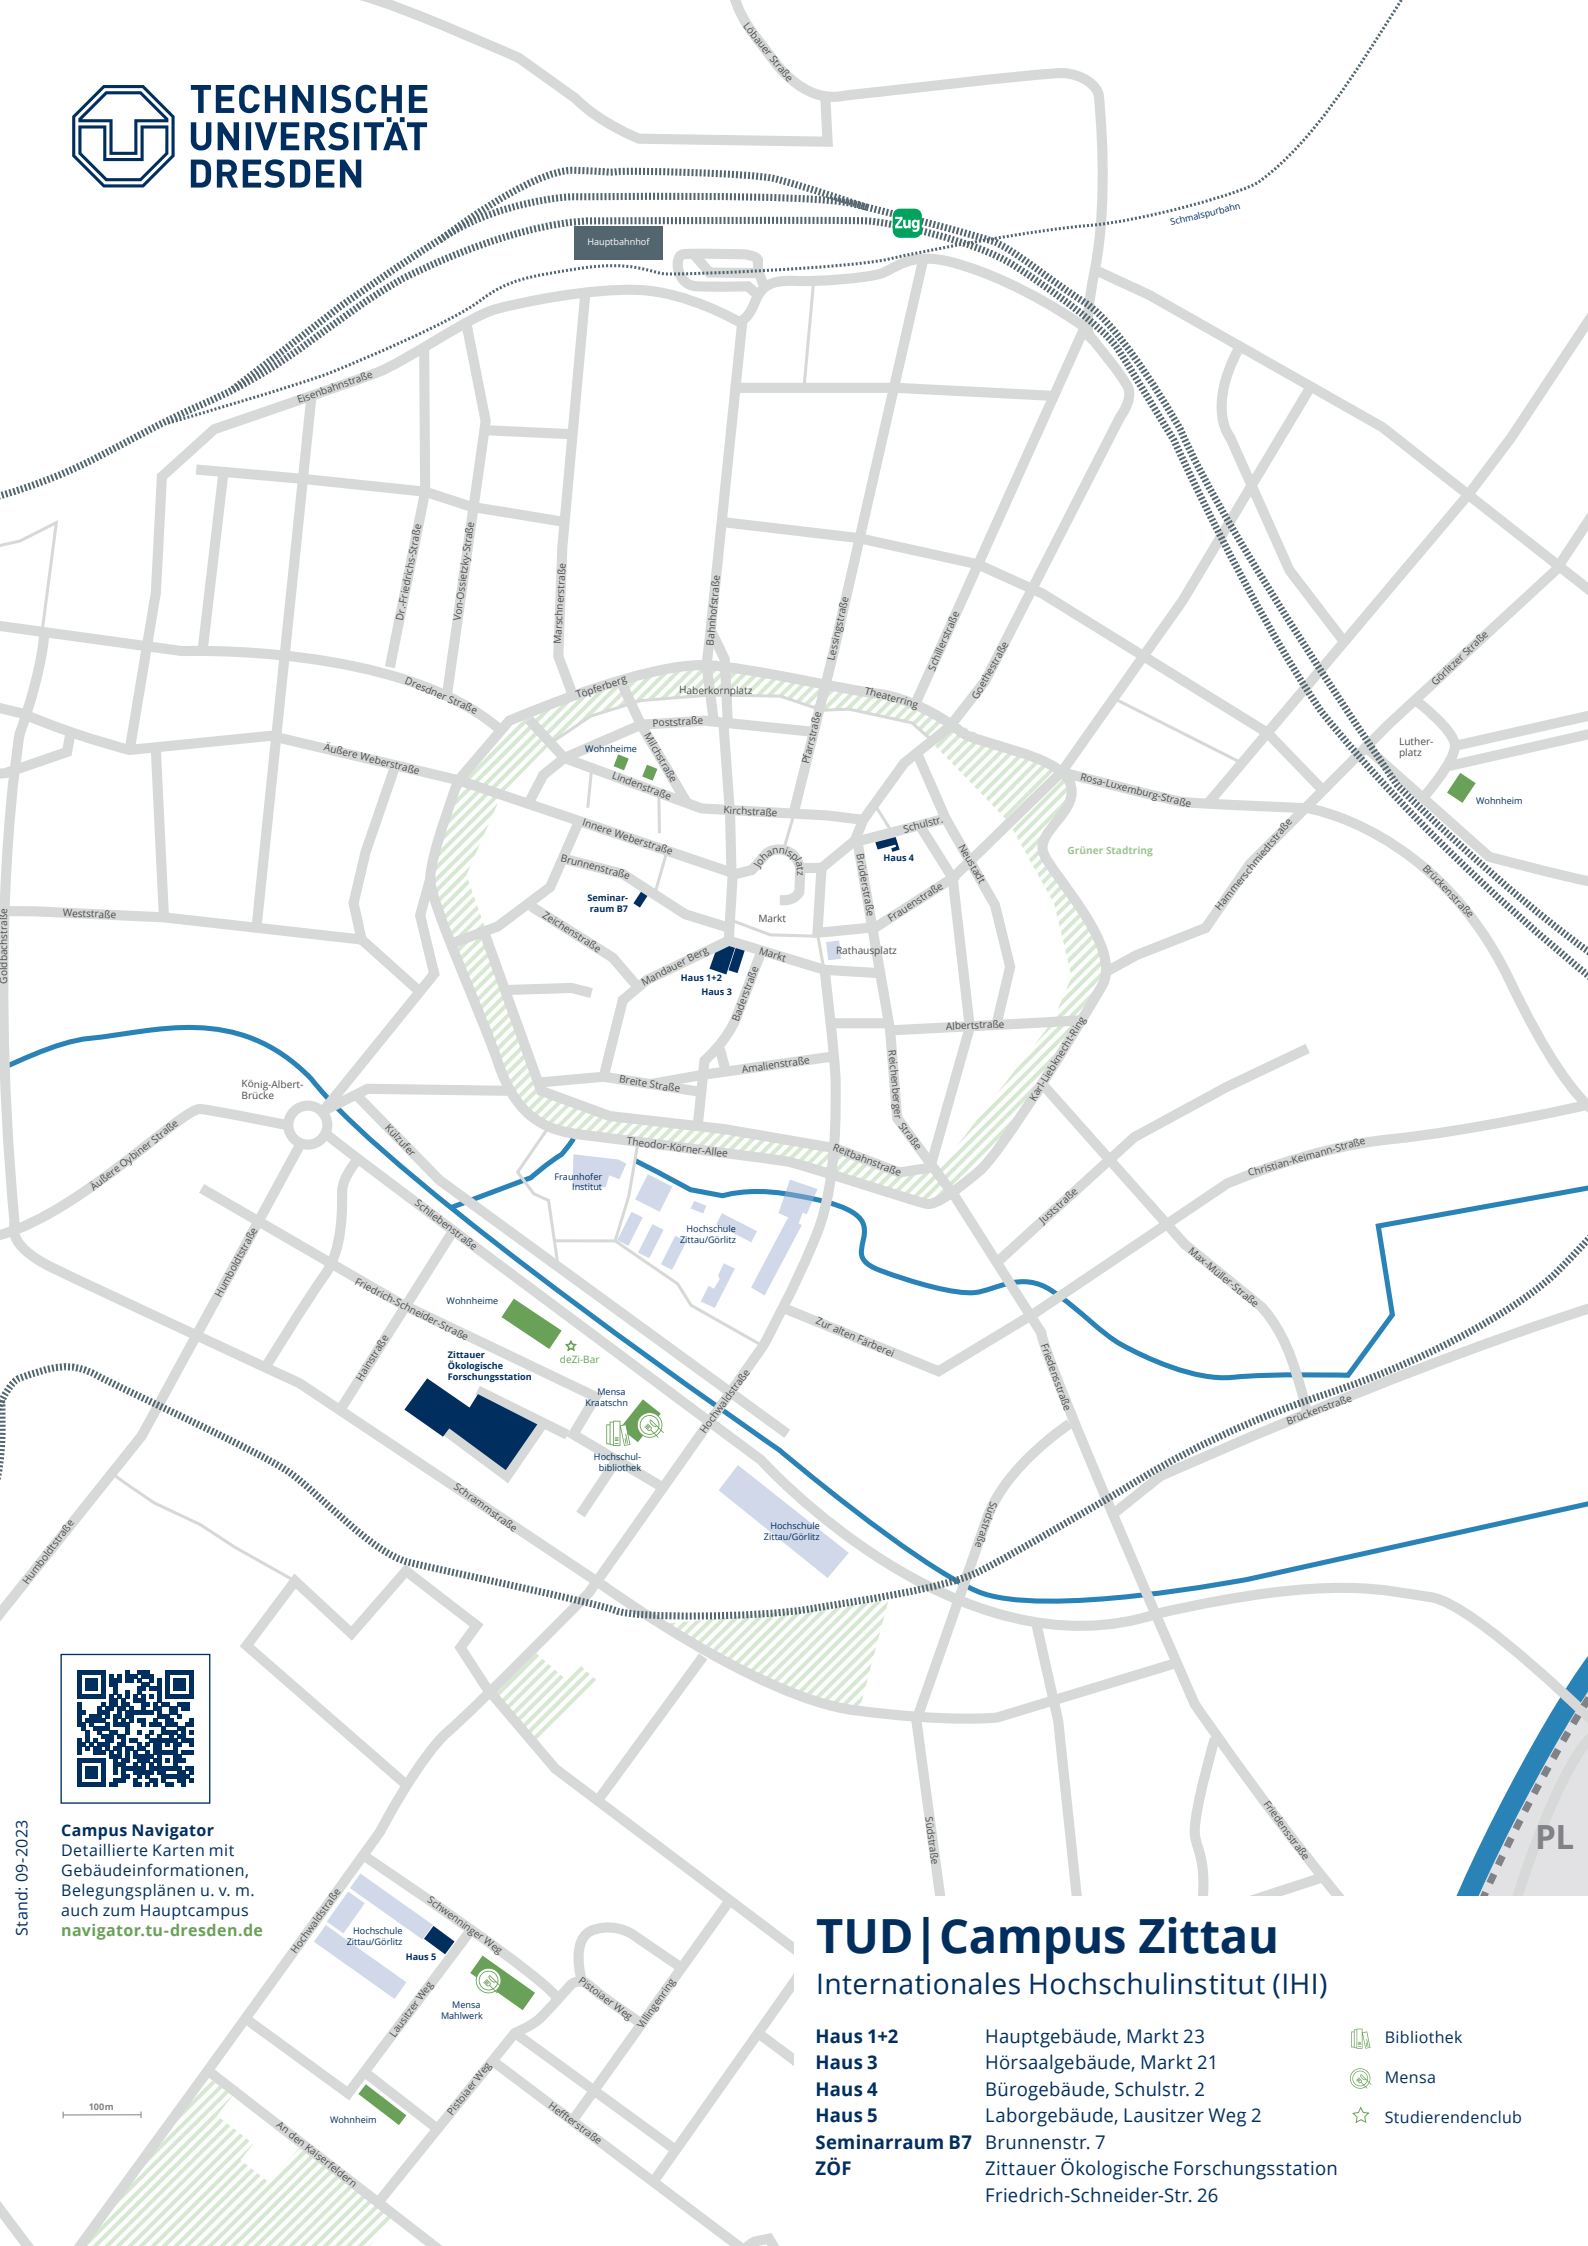 Löbauer Straße
TECHNISCHE
UNIVERSITÄT
DRESDEN
Schmalspurbahn
Zug
Hauptbahnhof
Eisenbahnstraße
Dr.-Friedrichs-Straße
Von-Ossietzky-Straße
Marschnerstraße
Bahnhofstraße
Lessingstraße
Schillerstraße
Goethestraße
Görlitzer Straße
Dresdner Straße
Töpferberg
Haberkornplatz
Theaterring
Poststraße
Milchstraße
Pfarrstraße
Luther-
platz
Äußere Weberstraße
Wohnheime
Lindenstraße
Rosa-Luxemburg-Straße
Wohnheim
Kirchstraße
Schulstr.
Innere Weberstraße
Johannisplatz
Haus 4
Neustadt
Grüner Stadtring
Hammerschmiedtstraße
Brunnenstraße
Brüderstraße
Frauenstraße
Brückenstraße
Seminar-
raum B7
Weststraße
Goldbachstraße
Zeichenstraße
Markt
Mandauer Berg
Markt
Rathausplatz
Haus 1+2
Haus 3
Baderstraße
Albertstraße
Karl-Liebknecht-Ring
Reichenberger Straße
Amalienstraße
Breite Straße
König-Albert-
Brücke
Külzufer
Äußere Oybiner Straße
Theodor-Körner-Allee
Reitbahnstraße
Christian-Keimann-Straße
Juststraße
Fraunhofer
Institut
Schliebenstraße
Hochschule
Zittau/Görlitz
Humboldtstraße
Max-Müller-Straße
Friedrich-Schneider-Straße
Wohnheime
Zur alten Färberei
Hainstraße
deZi-Bar
Zittauer
Ökologische
Forschungsstation
Friedensstraße
Mensa
Kraatschn
Hochwaldstraße
Brückenstraße
Hochschul-
bibliothek
Schrammstraße
Südstraße
Hochschule
Zittau/Görlitz
Humboldtstraße
Südstraße
Friedensstraße
PL
Stand: 09-2023
Campus Navigator
Detaillierte Karten mit
Gebäudeinformationen,
Belegungsplänen u. v. m.
auch zum Hauptcampus
navigator.tu-dresden.de
Hochwaldstraße
Schwenninger Weg
Hochschule
Zittau/Görlitz
Haus 5
Lausitzer Weg
Mensa
Mahlwerk
Pistoiaer Weg
Villingenring
Pistoiaer Weg
Heffterstraße
Wohnheim
An den Kaiserfeldern
100m
TUD|Campus Zittau
Internationales Hochschulinstitut (IHI)
Haus 1+2 Hauptgebäude, Markt 23
Haus 3 Hörsaalgebäude, Markt 21
Haus 4 Bürogebäude, Schulstr. 2
Haus 5 Laborgebäude, Lausitzer Weg 2
Seminarraum B7 Brunnenstr. 7
ZÖF Zittauer Ökologische Forschungsstation
Friedrich-Schneider-Str. 26
Bibliothek
Mensa
Studierendenclub